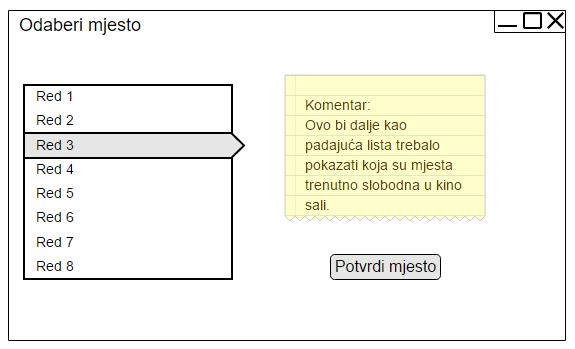 Odaberi mjesto
Red 1
Red 2
Red 3
Red 4
Red 5
Red 6
Red 7
Red 8
Komentar:
Ovo bi dalje kao
padajuća lista trebalo
pokazati koja su mjesta
trenutno slobodna u kino
sali.
Potvrdi mjesto